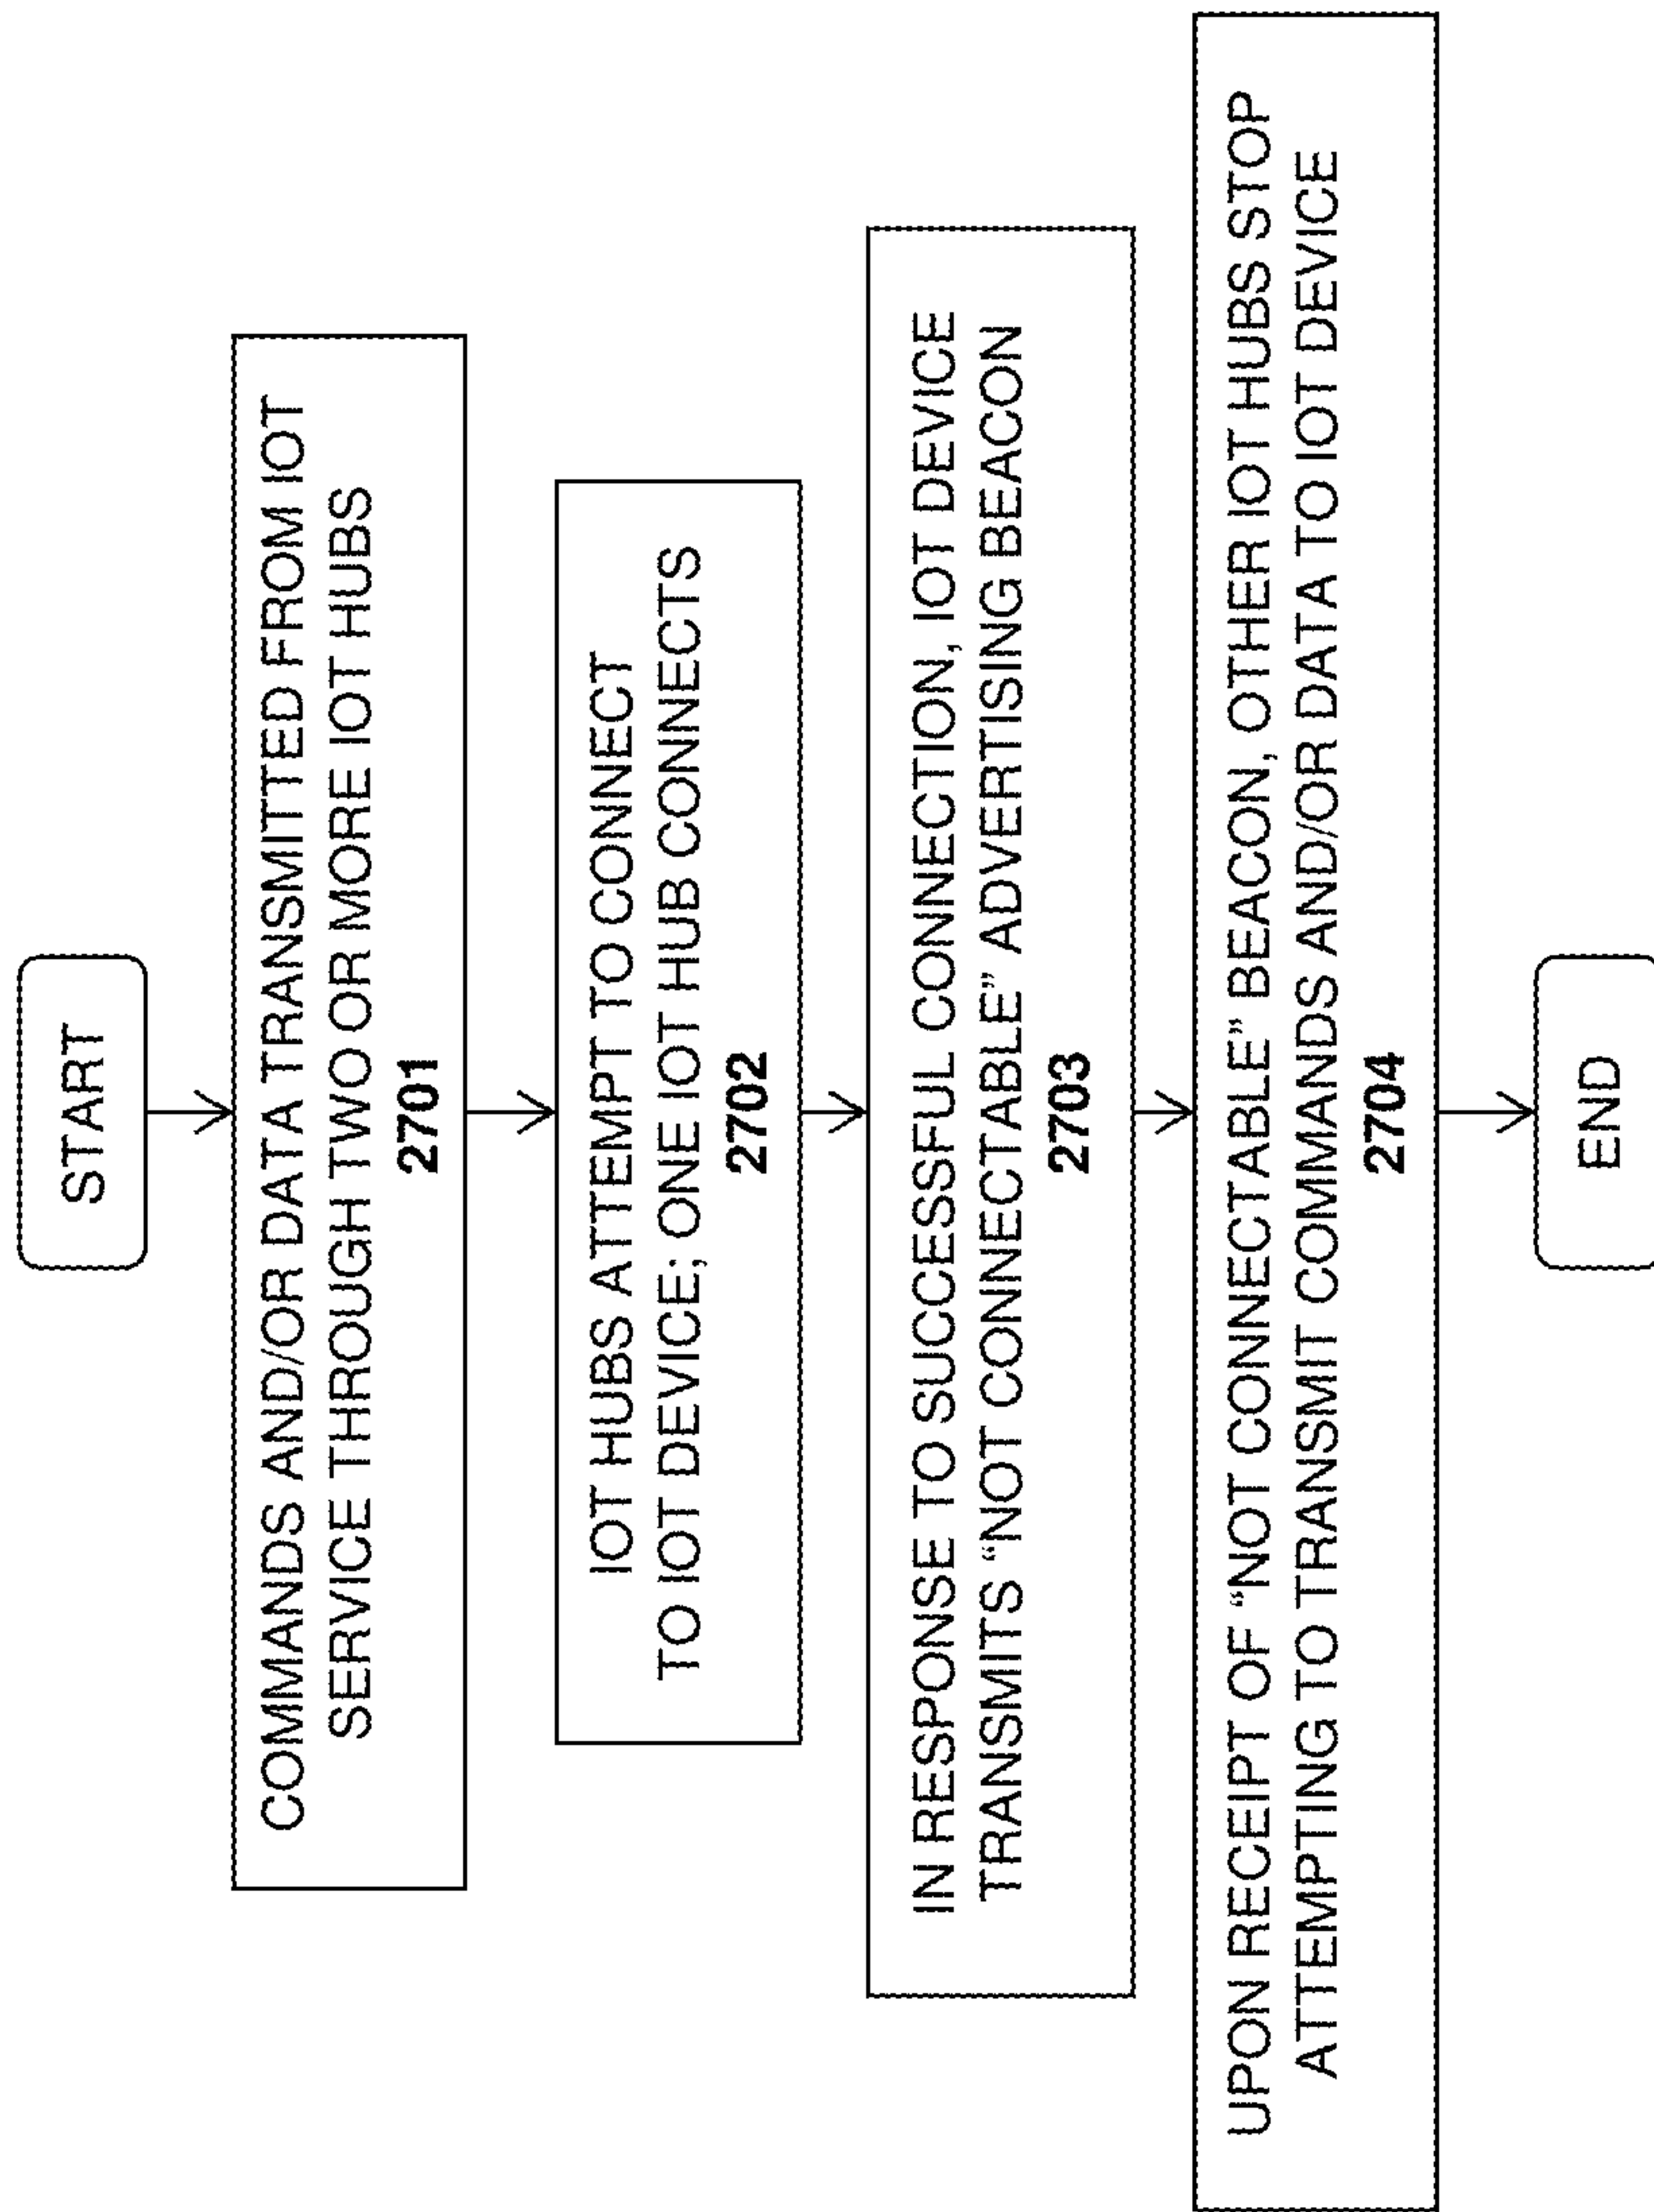 START
COMMANDS AND/OR DATA TRANSMITTED FROM IOT
SERVICE THROUGH TWO OR MORE IOT HUBS
2701
IOT HUBS ATTEMPT TO CONNECT
TO IOT DEVICE; ONE IOT HUB CONNECTS
2702
IN RESPONSE TO SUCCESSFUL CONNECTION, IOT DEVICE
TRANSMITS “NOT CONNECTABLE” ADVERTISING BEACON
2703
UPON RECEIPT OF “NOT CONNECTABLE” BEACON, OTHER IOT HUBS STOP
ATTEMPTING TO TRANSMIT COMMANDS AND/OR DATA TO IOT DEVICE
2704
END